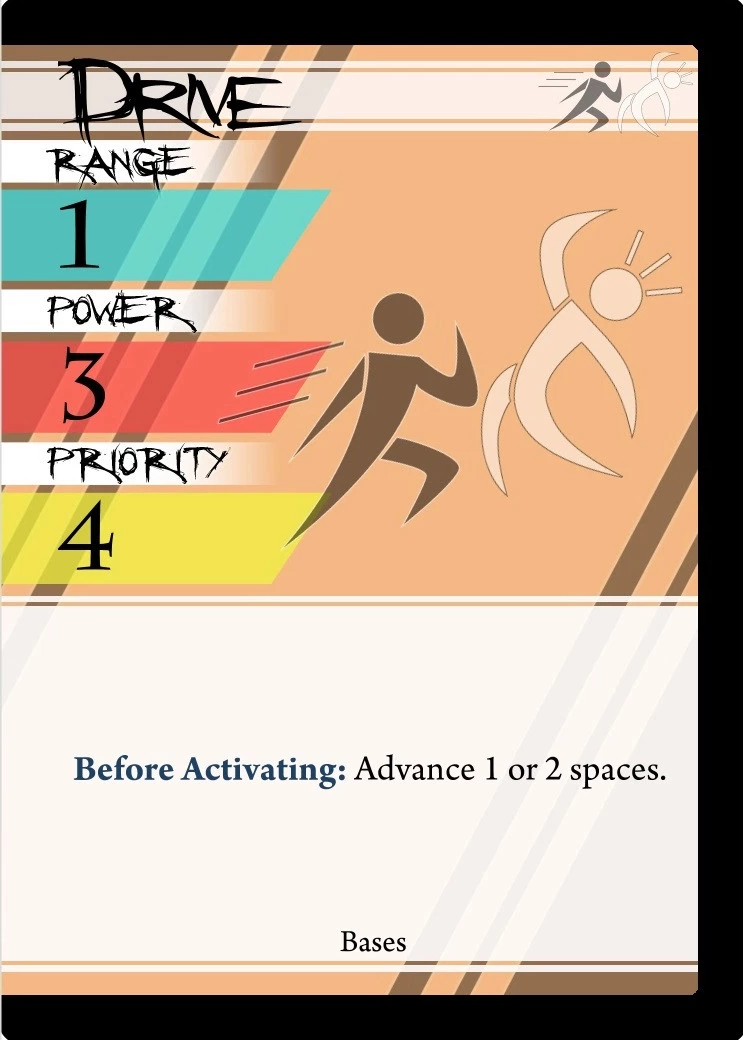 Drive
Range
1
Power
3
Priority
4
Before Activating: Advance 1 or 2 spaces.
Bases